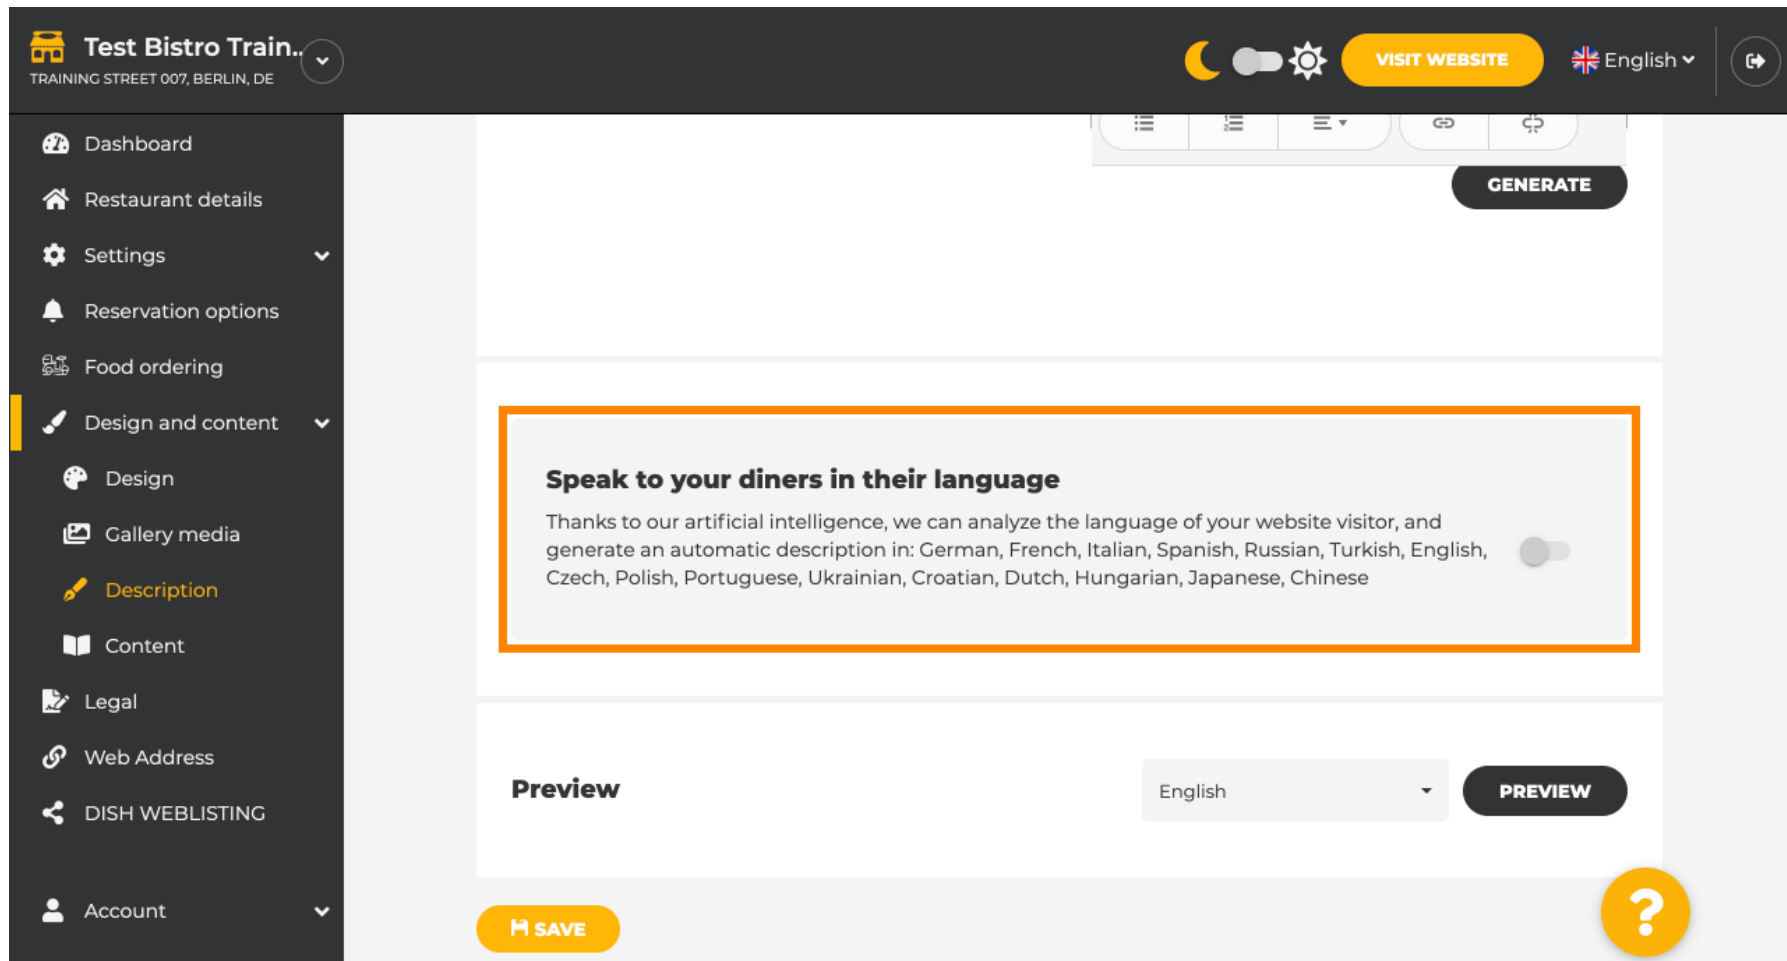 Test Bistro Train..
TRAINING STREET 007, BERLIN, DE
VISIT WEBSITE
English
Dashboard
Restaurant details
Settings
Reservation options
Food ordering
Design and content
Design
Gallery media
Description
Content
Legal
Web Address
DISH WEBLISTING
Account
GENERATE
Speak to your diners in their language
Thanks to our artificial intelligence, we can analyze the language of your website visitor, and
generate an automatic description in: German, French, Italian, Spanish, Russian, Turkish, English,
Czech, Polish, Portuguese, Ukrainian, Croatian, Dutch, Hungarian, Japanese, Chinese
Preview
English
PREVIEW
SAVE
?